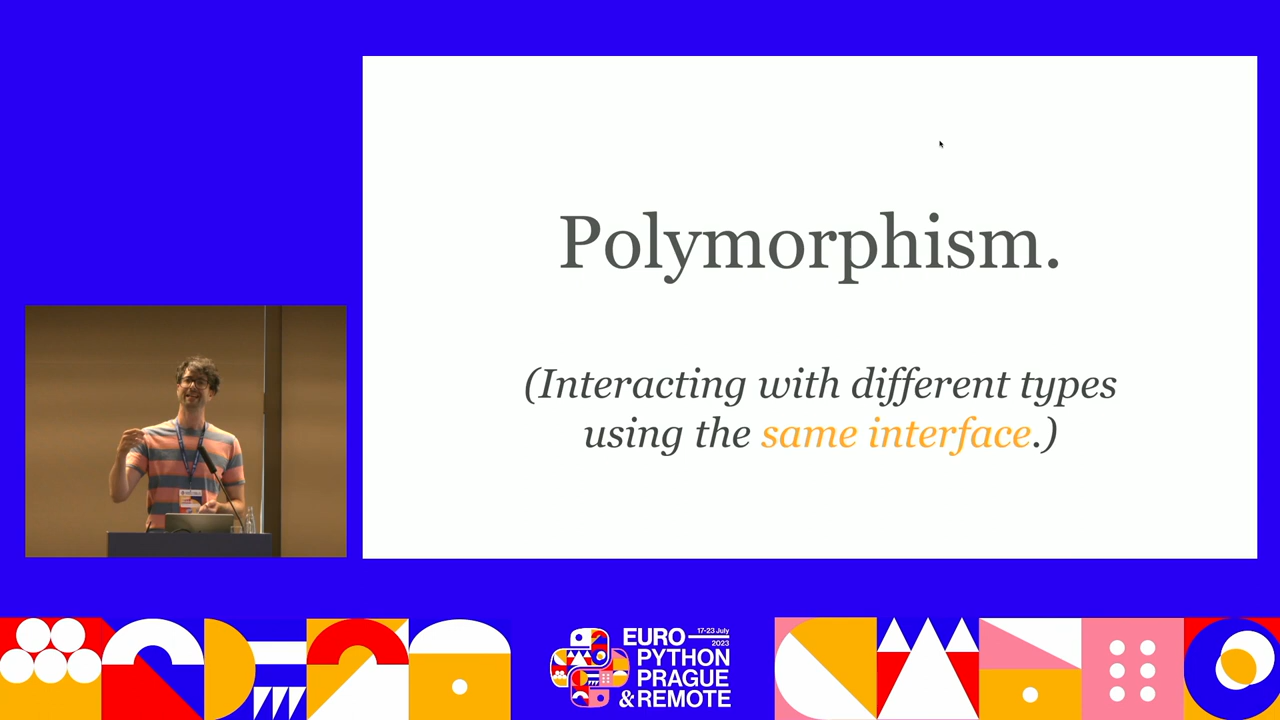 Polymorphism.
(Interacting with different types
using the same interface.)
EURO
17-23 July
2023
PYTHON
PRAGUE
& REMOTE